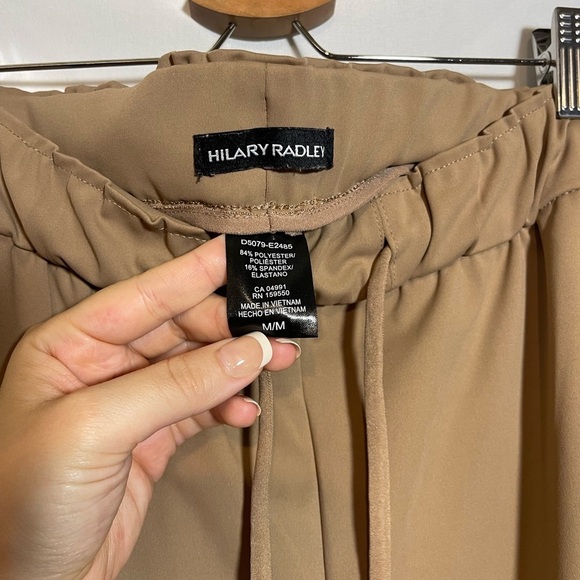 HILARY RADLEY
D5079-E2485
84% POLYESTER/
POLIÉSTER
16% SPANDEX/
ELASTANO
CA 04991
RN 159550
MADE IN VIETNAM
HECHO EN VIETNAM
M/M